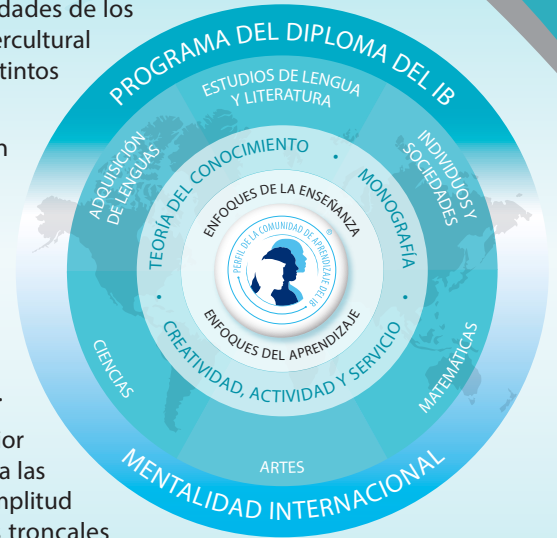 dades de los
ercultural
tintos
n
.
ior
a las
mplitud
s troncales
PROGRAMA DEL DIPLOMA DEL IB
ESTUDIOS DE LENGUA
Y LITERATURA
ADQUISICIÓN
DE LENGUAS
INDIVIDUOS Y
SOCIEDADES
TEORÍA DEL CONOCIMIENTO
MONOGRAFÍA
ENFOQUES DE LA ENSEÑANZA
PERFIL DE LA COMUNIDAD DE APRENDIZAJE DEL IB
®
ENFOQUES DEL APRENDIZAJE
CREATIVIDAD, ACTIVIDAD Y SERVICIO
CIENCIAS
MATEMÁTICAS
ARTES
MENTALIDAD INTERNACIONAL